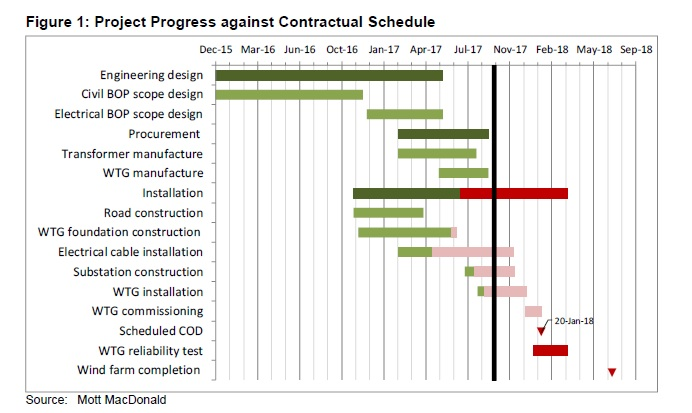 Figure 1: Project Progress against Contractual Schedule
Dec-15 Mar-16 Jun-16 Oct-16 Jan-17 Apr-17 Jul-17 Nov-17 Feb-18 May-18 Sep-18
Engineering design
Civil BOP scope design
Electrical BOP scope design
Procurement
Transformer manufacture
WTG manufacture
Installation
Road construction
WTG foundation construction
Electrical cable installation
Substation construction
WTG installation
WTG commissioning
Scheduled COD 20-Jan-18
WTG reliability test
Wind farm completion
Source: Mott MacDonald